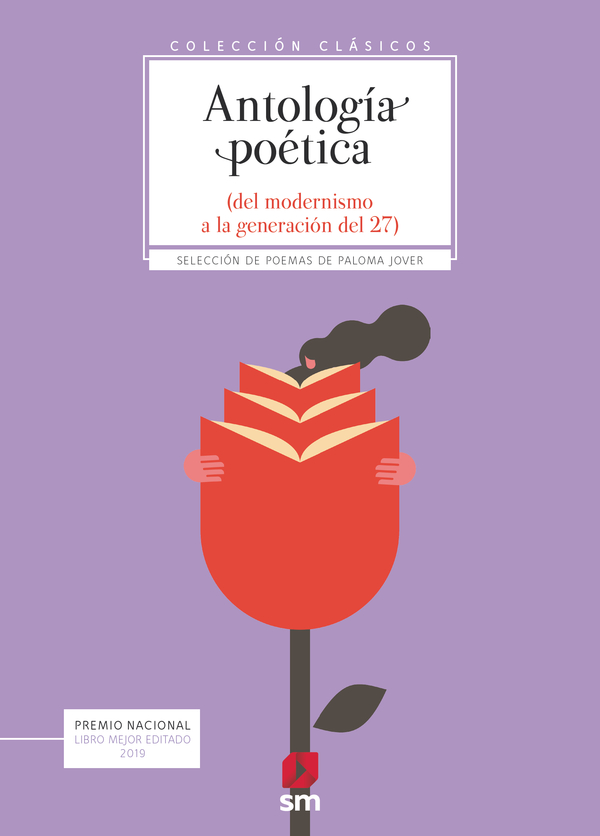 COLECCIÓN CLÁSICOS
Antología
poética
(del modernismo
a la generación del 27)
SELECCIÓN DE POEMAS DE PALOMA JOVER
PREMIO NACIONAL
LIBRO MEJOR EDITADO
2019
sm